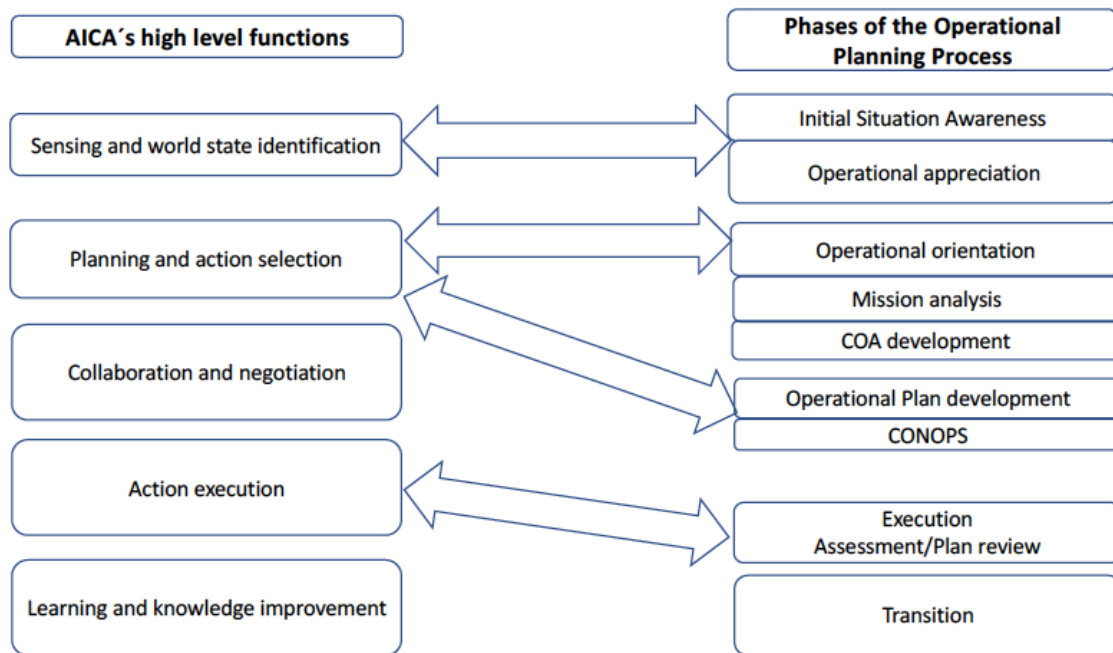 AICA´s high level functions
Sensing and world state identification
Planning and action selection
Collaboration and negotiation
Action execution
Learning and knowledge improvement
Phases of the Operational
Planning Process
Initial Situation Awareness
Operational appreciation
Operational orientation
Mission analysis
COA development
Operational Plan development
CONOPS
Execution
Assessment/Plan review
Transition